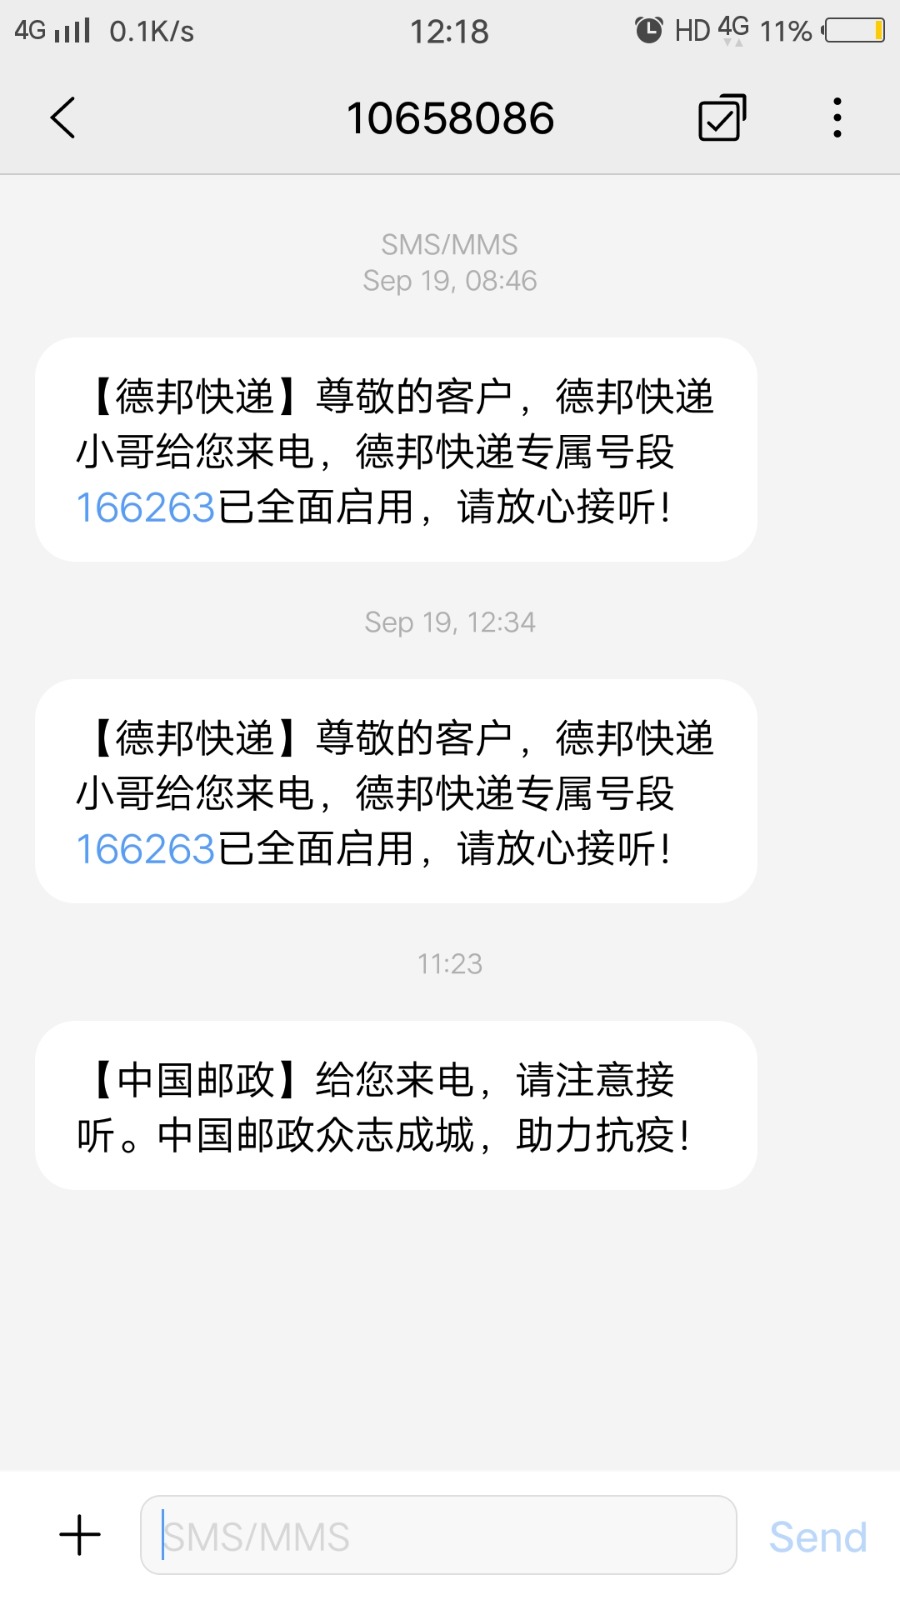 4G 0.1K/s 12:18 HD 4G 11%
10658086
SMS/MMS
Sep 19, 08:46
【德邦快递】尊敬的客户，德邦快递
小哥给您来电，德邦快递专属号段
166263已全面启用，请放心接听！
Sep 19, 12:34
【德邦快递】尊敬的客户，德邦快递
小哥给您来电，德邦快递专属号段
166263已全面启用，请放心接听！
11:23
【中国邮政】给您来电，请注意接
听。中国邮政众志成城，助力抗疫！
SMS/MMS Send